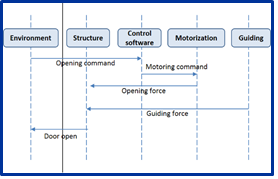 Environment
Structure
Control
software
Motorization
Guiding
Opening command
Motoring command
Opening force
Guiding force
Door open